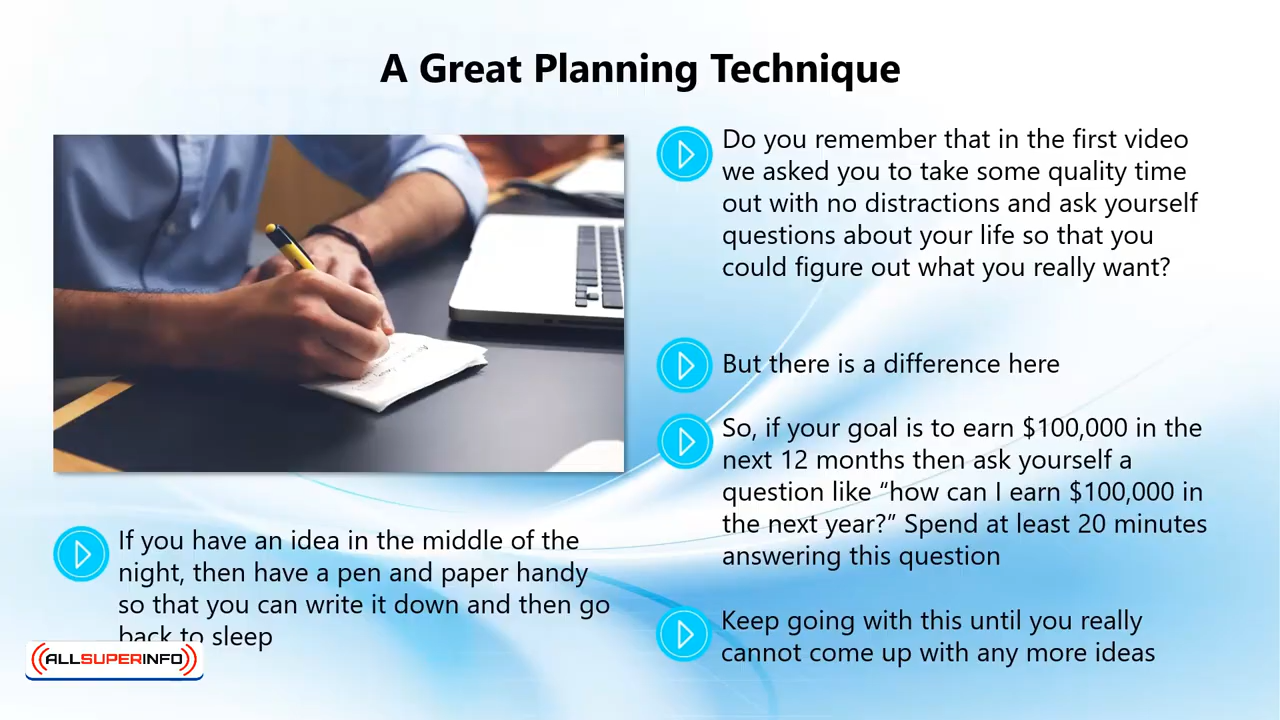 A Great Planning Technique
Do you remember that in the first video
we asked you to take some quality time
out with no distractions and ask yourself
questions about your life so that you
could figure out what you really want?
But there is a difference here
So, if your goal is to earn $100,000 in the
next 12 months then ask yourself a
question like “how can I earn $100,000 in
the next year?” Spend at least 20 minutes
answering this question
Keep going with this until you really
cannot come up with any more ideas
If you have an idea in the middle of the
night, then have a pen and paper handy
so that you can write it down and then go
back to sleep
ALLSUPERINFO